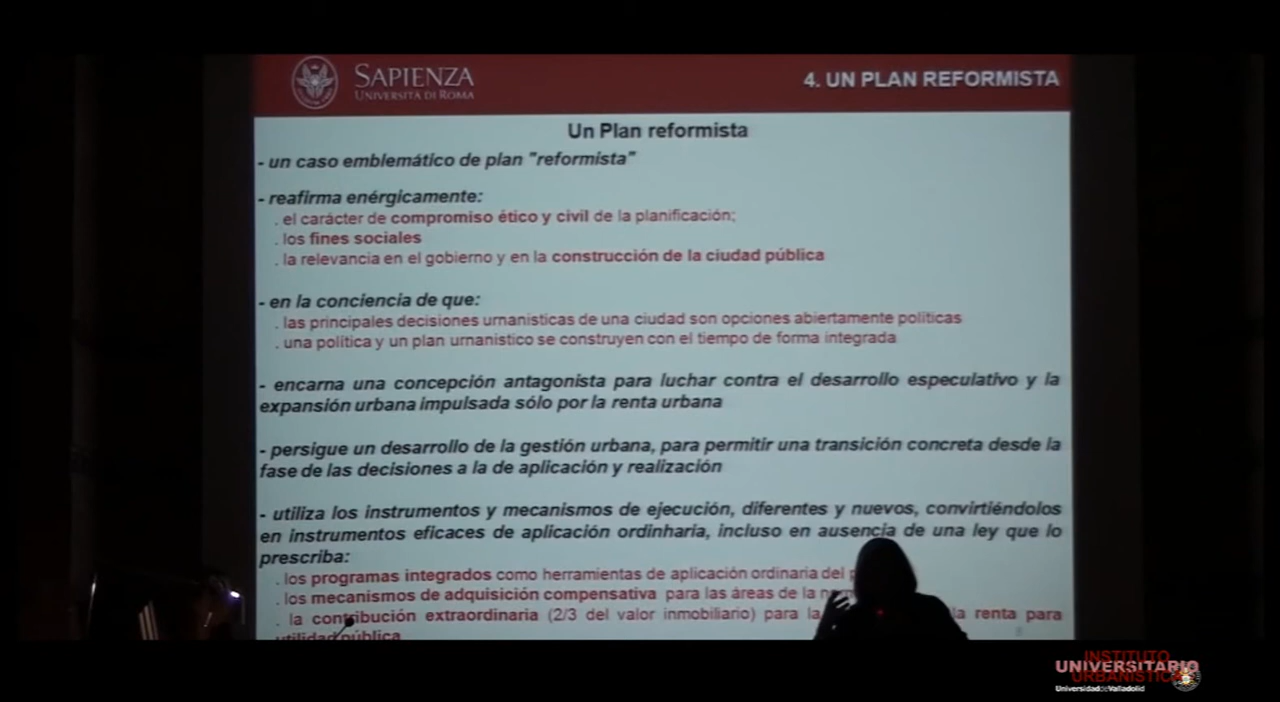 SAPIENZA
UNIVERSITÀ DI ROMA
4. UN PLAN REFORMISTA
Un Plan reformista
- un caso emblemático de plan "reformista"
- reafirma enérgicamente:
. el carácter de compromiso ético y civil de la planificación;
. los fines sociales
. la relevancia en el gobierno y en la construcción de la ciudad pública
- en la conciencia de que:
. las principales decisiones urnanisticas de una ciudad son opciones abiertamente políticas
. una política y un plan urnanistico se construyen con el tiempo de forma integrada
- encarna una concepción antagonista para luchar contra el desarrollo especulativo y la
expansión urbana impulsada sólo por la renta urbana
- persigue un desarrollo de la gestión urbana, para permitir una transición concreta desde la
fase de las decisiones a la de aplicación y realización
- utiliza los instrumentos y mecanismos de ejecución, diferentes y nuevos, convirtiéndolos
en instrumentos eficaces de aplicación ordinharia, incluso en ausencia de una ley que lo
prescriba:
. los programas integrados como herramientas de aplicación ordinaria del
. los mecanismos de adquisición compensativa para las áreas de la
. la contribución extraordinaria (2/3 del valor inmobiliario) para la la renta para
utilidad pública
8
INSTITUTO
UNIVERSITARIO
URBANÍSTICA
Universidad de Valladolid